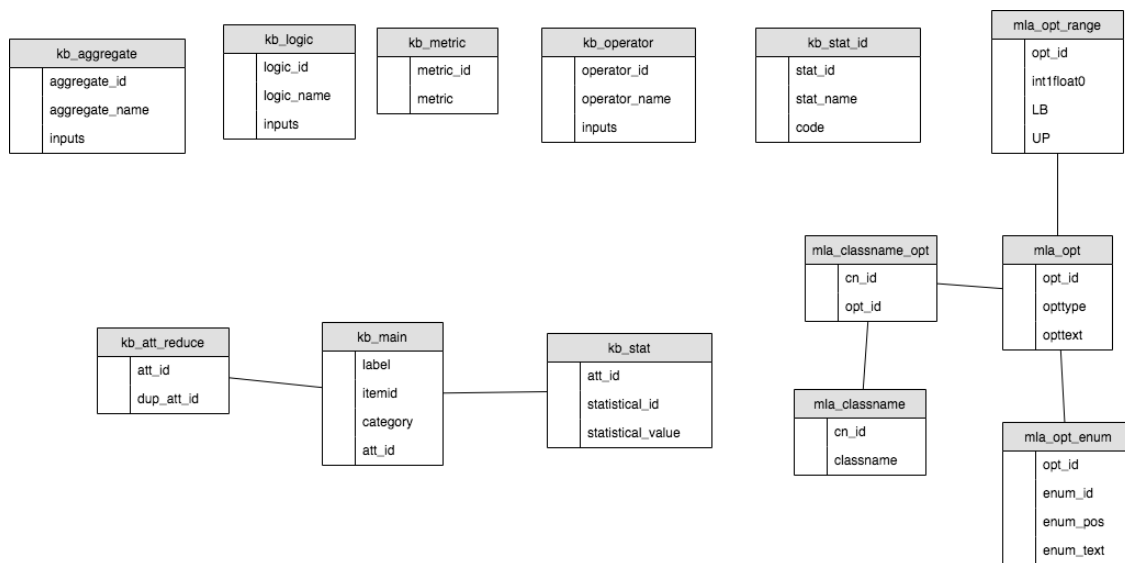 kb_aggregate
aggregate_id
aggregate_name
inputs
kb_logic
logic_id
logic_name
inputs
kb_metric
metric_id
metric
kb_operator
operator_id
operator_name
inputs
kb_stat_id
stat_id
stat_name
code
mla_opt_range
opt_id
int1float0
LB
UP
mla_classname_opt
cn_id
opt_id
mla_opt
opt_id
opttype
opttext
kb_att_reduce
att_id
dup_att_id
kb_main
label
itemid
category
att_id
kb_stat
att_id
statistical_id
statistical_value
mla_classname
cn_id
classname
mla_opt_enum
opt_id
enum_id
enum_pos
enum_text